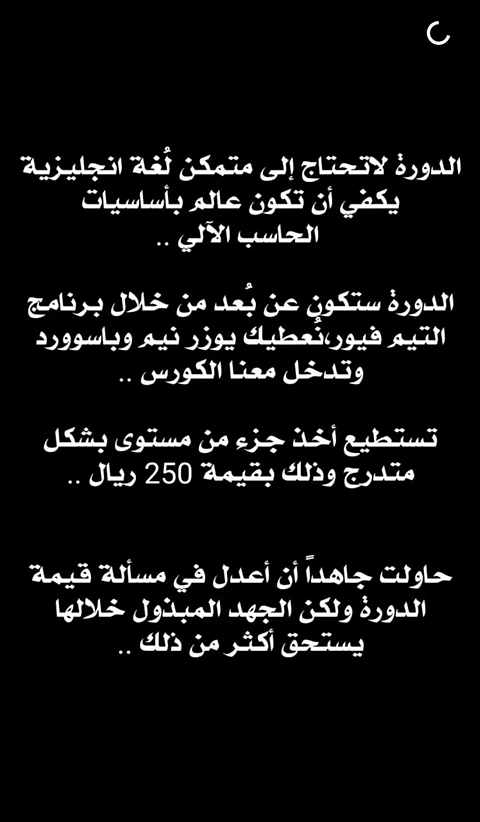 الدورة لاتحتاج إلى متمكن لُغة انجليزية
يكفي أن تكون عالم بأساسيات
الحاسب الآلي ..
الدورة ستكون عن بُعد من خلال برنامج
التيم فيور،نُعطيك يوزر نيم وباسوورد
وتدخل معنا الكورس ..
تستطيع أخذ جزء من مستوى بشكل
متدرج وذلك بقيمة 250 ريال ..
حاولت جاهداً أن أعدل في مسألة قيمة
الدورة ولكن الجهد المبذول خلالها
يستحق أكثر من ذلك ..